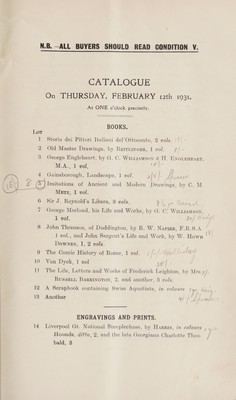 N.B.—ALL BUYERS SHOULD READ CONDITION V.
CATALOGUE
On THURSDAY, FEBRUARY 12th 1931,
At ONE o'clock precisely.
BOOKS.
Lot
1 Storia dei Pittori Italiani del'Ottocento, 2 vols
2 Old Master Drawings, by REITLINGER, 1 vol
3 George Engleheart, by G. C. WILLIAMSON & H. ENGLEHEART,
M.A., 1 vol
4 Gainsborough, Landscape, 1 vol
8 5 Imitations of Ancient and Modern Drawings, by C. M
METZ, 1 vol
6 Sir J. Reynold's Library, 3 vols
7 George Morland, his Life and Works, by G. C. WILLIAMSON,
1 vol
8 John Thomson, of Duddingston, by R. W. NAPIER, F.R.S.A
1 vol, and John Sargent's Life and Work, by W. HOWE
DOWNES, 1, 2 vols
9 The Comic History of Rome, 1 vol
10 Van Dyck, 1 vol
11 The Life, Letters and Works of Frederick Leighton, by Mrs
RUSSELL BARRINGTON, 2, and another, 3 vols
12 A Scrapbook containing Swiss Aquatints, in colours
13 Another
ENGRAVINGS AND PRINTS.
14 Liverpool Gt. National Steeplechase, by HARRIS, in colours
Hounds, ditto, 2, and the late Georgiana Charlotte Theo
bald, 3